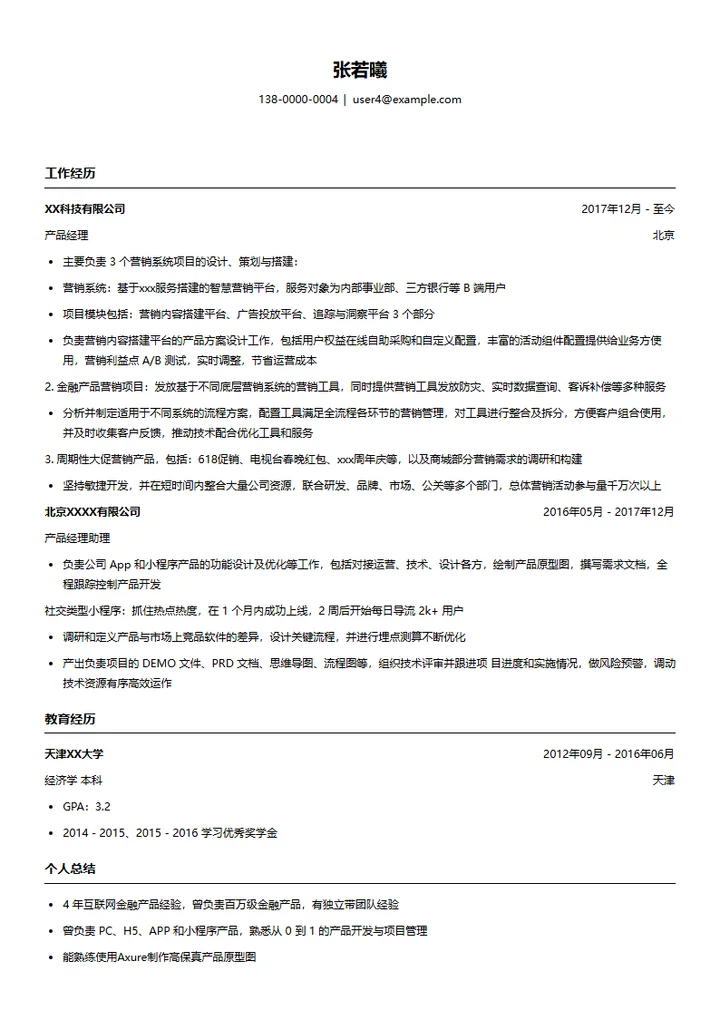 张若曦
138-0000-0004 | user4@example.com
工作经历
XX科技有限公司 2017年12月 - 至今
产品经理 北京
• 主要负责 3 个营销系统项目的设计、策划与搭建：
• 营销系统：基于xxx服务搭建的智慧营销平台，服务对象为内部事业部、三方银行等 B 端用户
• 项目模块包括：营销内容搭建平台、广告投放平台、追踪与洞察平台 3 个部分
• 负责营销内容搭建平台的产品方案设计工作，包括用户权益在线自助采购和自定义配置，丰富的活动组件配置提供给业务方使
用，营销利益点 A/B 测试，实时调整，节省运营成本
2. 金融产品营销项目：发放基于不同底层营销系统的营销工具，同时提供营销工具发放防灾、实时数据查询、客诉补偿等多种服务
• 分析并制定适用于不同系统的流程方案，配置工具满足全流程各环节的营销管理，对工具进行整合及拆分，方便客户组合使用，
并及时收集客户反馈，推动技术配合优化工具和服务
3. 周期性大促营销产品，包括：618促销、电视台春晚红包、xxx周年庆等，以及商城部分营销需求的调研和构建
• 坚持敏捷开发，并在短时间内整合大量公司资源，联合研发、品牌、市场、公关等多个部门，总体营销活动参与量千万次以上
北京XXXX有限公司 2016年05月 - 2017年12月
产品经理助理
• 负责公司 App 和小程序产品的功能设计及优化等工作，包括对接运营、技术、设计各方，绘制产品原型图，撰写需求文档，全
程跟踪控制产品开发
社交类型小程序：抓住热点热度，在 1 个月内成功上线，2 周后开始每日导流 2k+ 用户
• 调研和定义产品与市场上竞品软件的差异，设计关键流程，并进行埋点测算不断优化
• 产出负责项目的 DEMO 文件、PRD 文档、思维导图、流程图等，组织技术评审并跟进项 目进度和实施情况，做风险预警，调动
技术资源有序高效运作
教育经历
天津XX大学 2012年09月 - 2016年06月
经济学 本科 天津
• GPA：3.2
• 2014 - 2015、2015 - 2016 学习优秀奖学金
个人总结
• 4 年互联网金融产品经验，曾负责百万级金融产品，有独立带团队经验
• 曾负责 PC、H5、APP 和小程序产品，熟悉从 0 到 1 的产品开发与项目管理
• 能熟练使用Axure制作高保真产品原型图